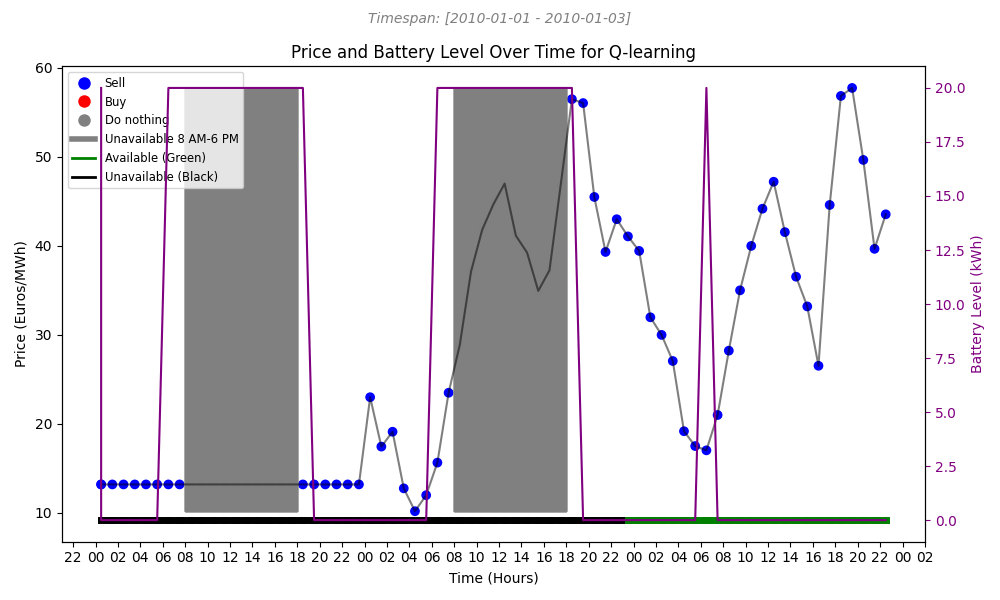 Timespan: [2010-01-01 - 2010-01-03]
Price and Battery Level Over Time for Q-learning
Sell
Buy
Do nothing
Unavailable 8 AM-6 PM
Available (Green)
Unavailable (Black)
Price (Euros/MWh)
60
50
40
30
20
10
20.0
17.5
15.0
12.5
10.0
7.5
5.0
2.5
0.0
Battery Level (kWh)
22 00 02 04 06 08 10 12 14 16 18 20 22 00 02 04 06 08 10 12 14 16 18 20 22 00 02 04 06 08 10 12 14 16 18 20 22 00 02
Time (Hours)